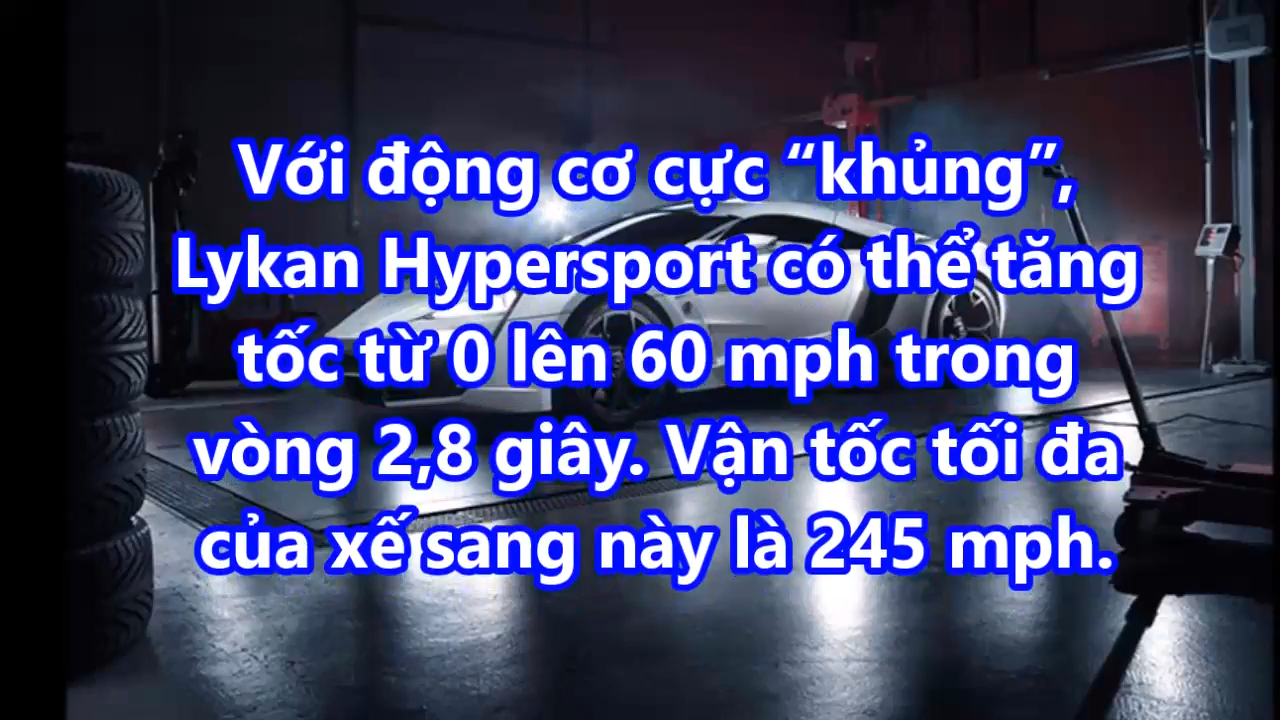 Với động cơ cực “khủng”,
Lykan Hypersport có thể tăng
tốc từ 0 lên 60 mph trong
vòng 2,8 giây. Vận tốc tối đa
của xế sang này là 245 mph.